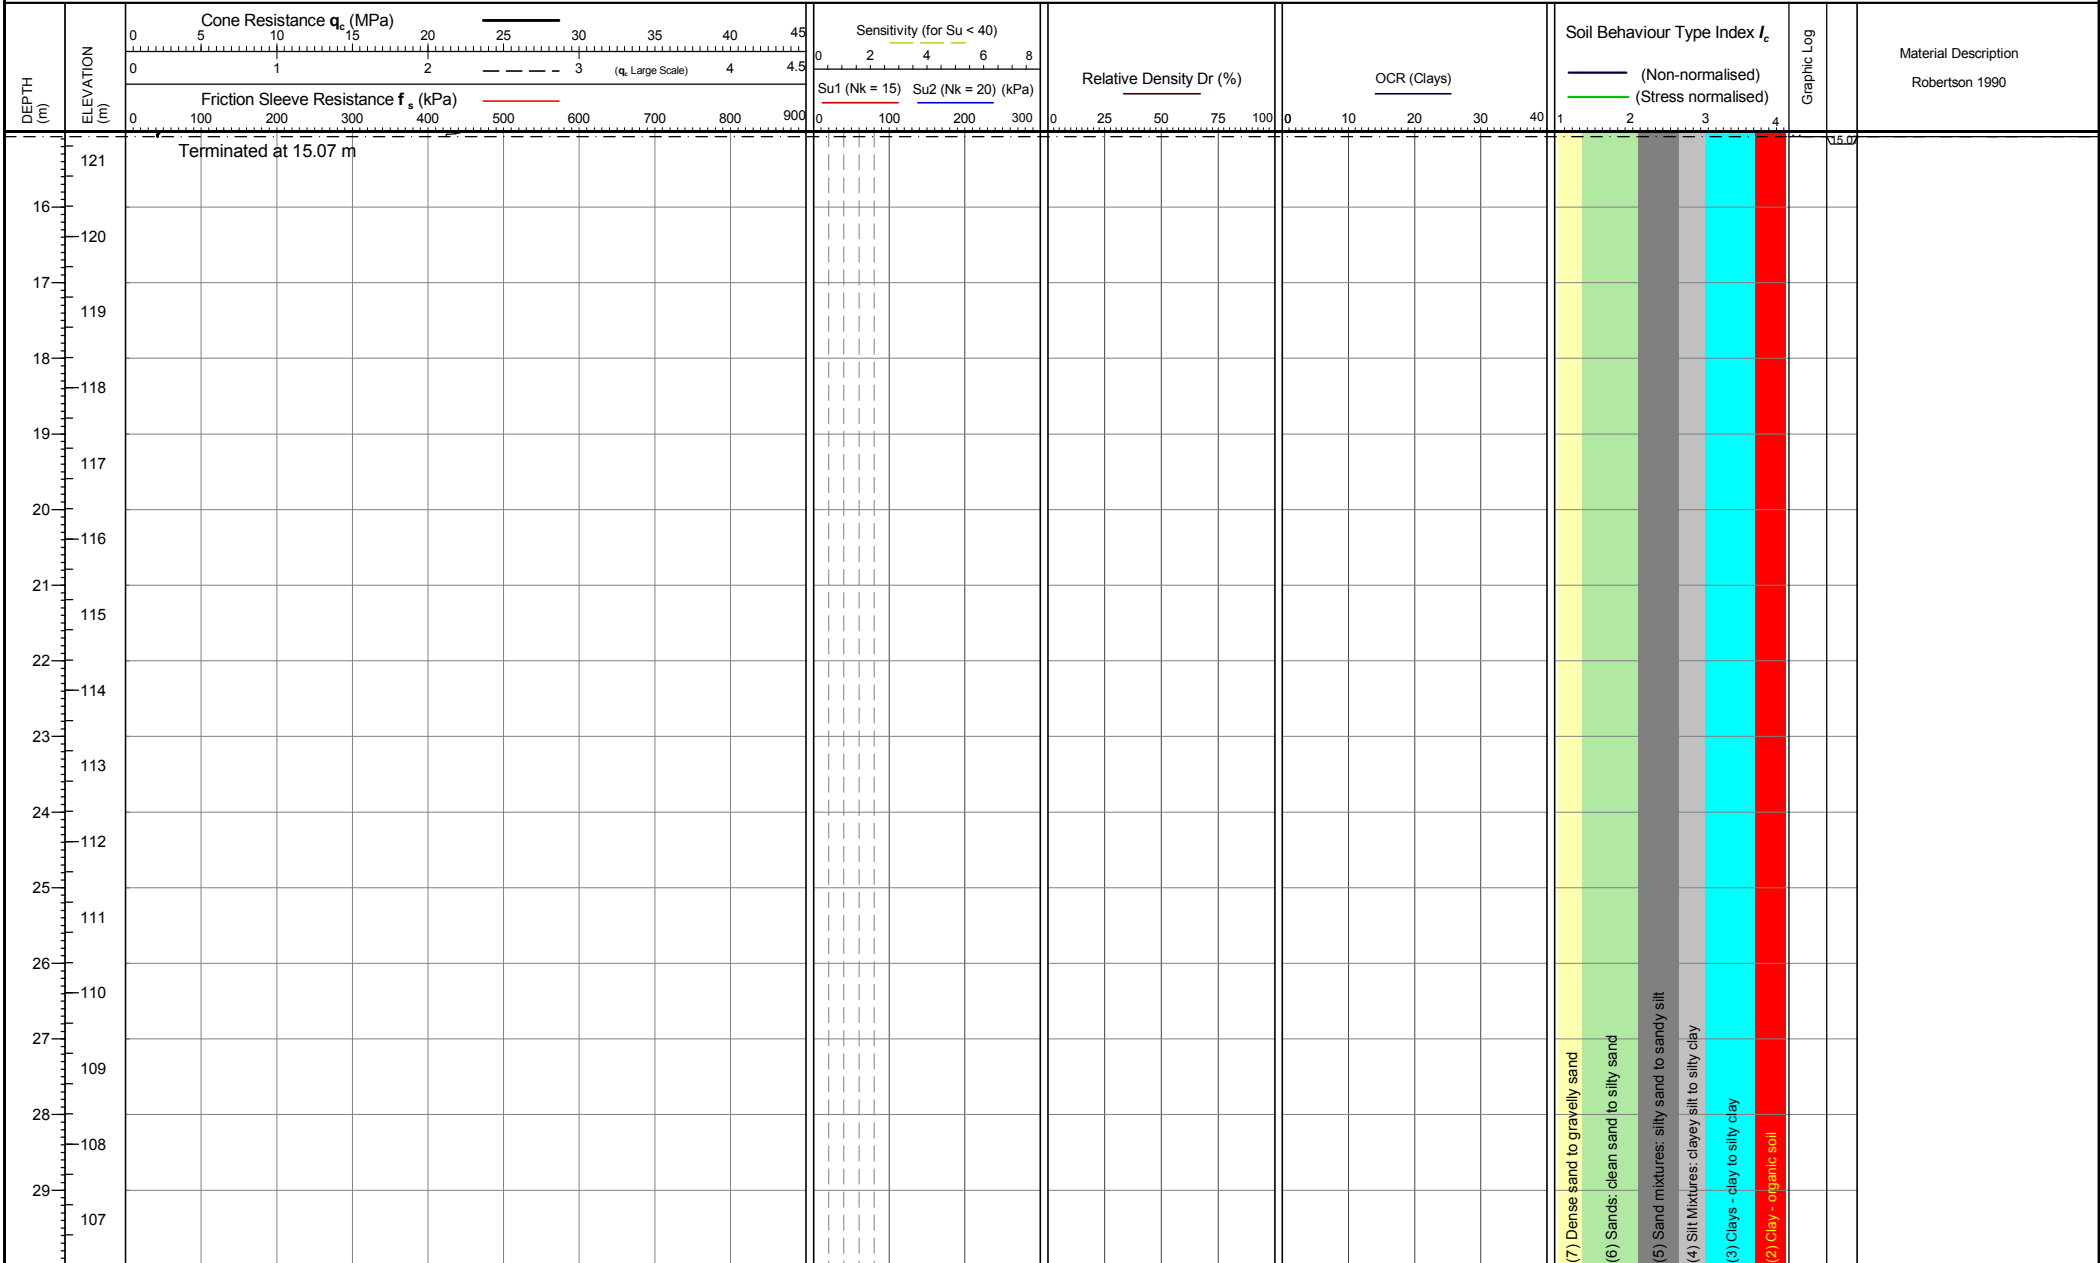 DEPTH
(m)
ELEVATION
(m)
Cone Resistance qc (MPa)
0 5 10 15 20 25 30 35 40 45
0 1 2 3 (qc Large Scale) 4 4.5
Friction Sleeve Resistance f s (kPa)
0 100 200 300 400 500 600 700 800 900
Sensitivity (for Su < 40)
0 2 4 6 8
Su1 (Nk = 15) Su2 (Nk = 20) (kPa)
0 100 200 300
Relative Density Dr (%)
0 25 50 75 100
OCR (Clays)
0 10 20 30 40
Soil Behaviour Type Index Ic
(Non-normalised)
(Stress normalised)
1 2 3 4
Graphic Log
Material Description
Robertson 1990
Terminated at 15.07 m
121
16
120
17
119
18
118
19
117
20
116
21
115
22
114
23
113
24
112
25
111
26
110
27
109
28
108
29
107
(7) Dense sand to gravelly sand
(6) Sands: clean sand to silty sand
(5) Sand mixtures: silty sand to sandy silt
(4) Silt Mixtures: clayey silt to silty clay
(3) Clays - clay to silty clay
(2) Clay - organic soil